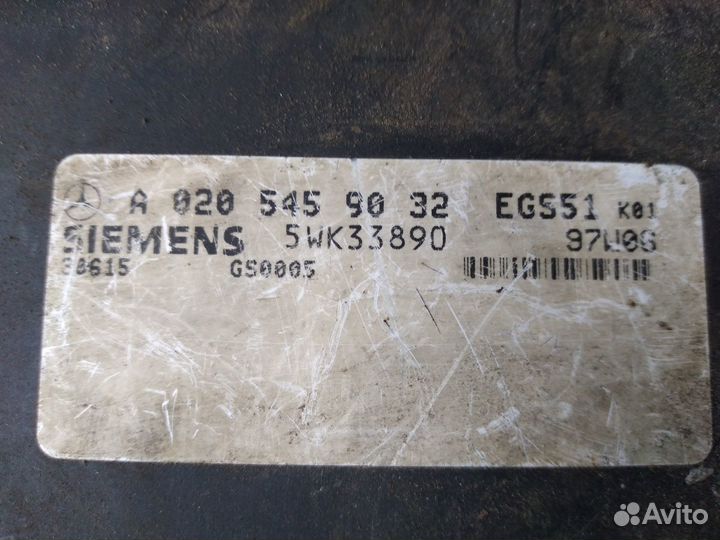 A 020 545 90 32 EGS51 K01
SIEMENS 5WK33890 97W06
GS0005
Avito